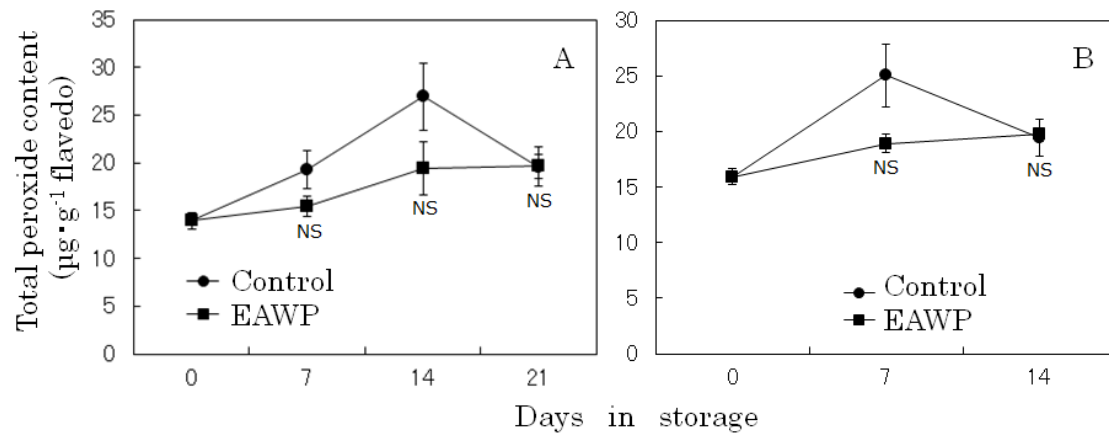 Total peroxide content
(µg・g⁻¹ flavedo)
35
30
25
20
15
10
5
0
A
NS
NS
NS
Control
EAWP
0 7 14 21
30
25
20
15
10
5
0
B
NS
NS
Control
EAWP
0 7 14
Days in storage